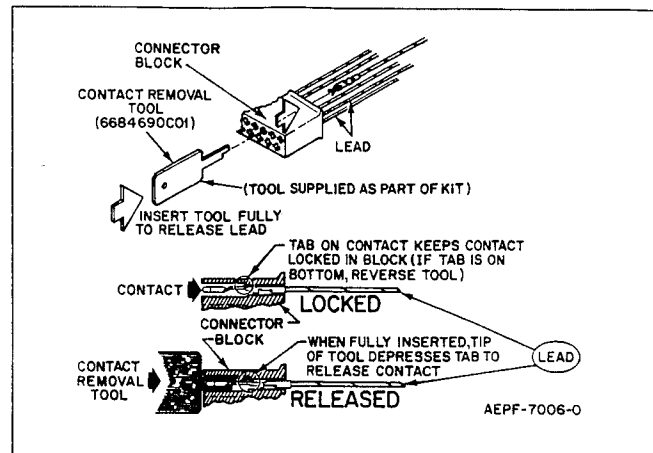 CONNECTOR
BLOCK
CONTACT REMOVAL
TOOL
(6684690C01)
LEAD
(TOOL SUPPLIED AS PART OF KIT)
INSERT TOOL FULLY
TO RELEASE LEAD
TAB ON CONTACT KEEPS CONTACT
LOCKED IN BLOCK (IF TAB IS ON
BOTTOM, REVERSE TOOL)
CONTACT
LOCKED
CONNECTOR
BLOCK
WHEN FULLY INSERTED, TIP
OF TOOL DEPRESSES TAB TO
RELEASE CONTACT
LEAD
CONTACT
REMOVAL
TOOL
RELEASED
AEPF-7006-O